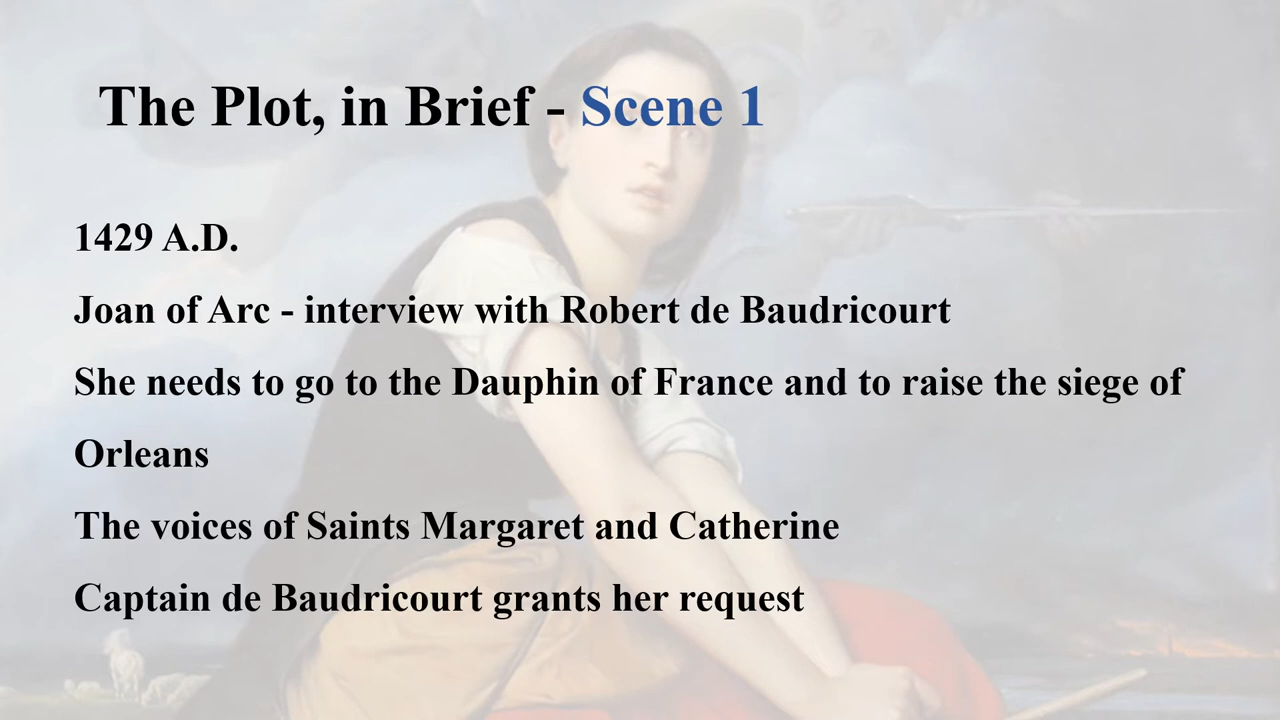 The Plot, in Brief - Scene 1
1429 A.D.
Joan of Arc - interview with Robert de Baudricourt
She needs to go to the Dauphin of France and to raise the siege of
Orleans
The voices of Saints Margaret and Catherine
Captain de Baudricourt grants her request